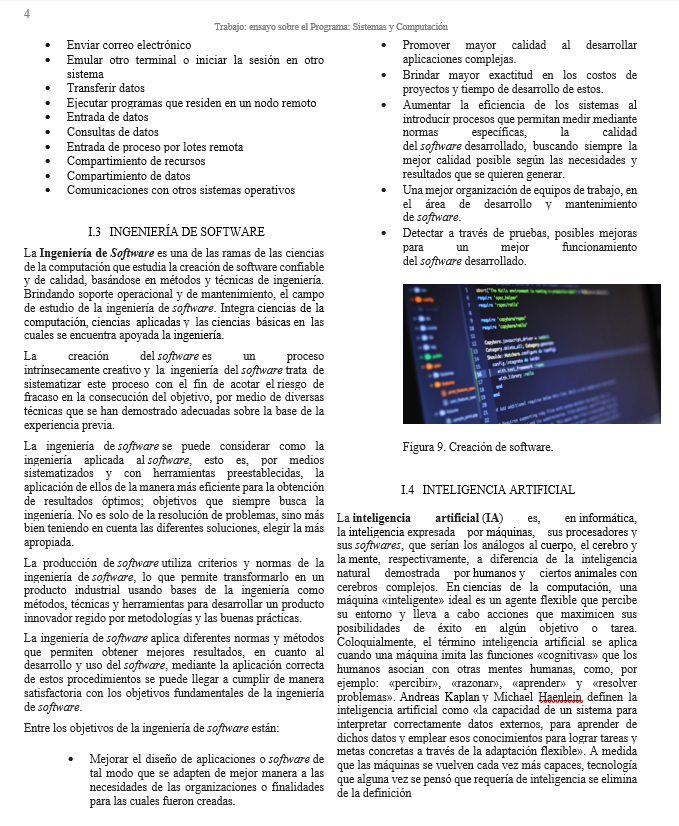 4
Trabajo: ensayo sobre el Programa: Sistemas y Computación
• Enviar correo electrónico
• Emular otro terminal o iniciar la sesión en otro
sistema
• Transferir datos
• Ejecutar programas que residen en un nodo remoto
• Entrada de datos
• Consultas de datos
• Entrada de proceso por lotes remota
• Compartimiento de recursos
• Compartimiento de datos
• Comunicaciones con otros sistemas operativos
I.3 INGENIERÍA DE SOFTWARE
La Ingeniería de Software es una de las ramas de las ciencias
de la computación que estudia la creación de software confiable
y de calidad, basándose en métodos y técnicas de ingeniería.
Brindando soporte operacional y de mantenimiento, el campo
de estudio de la ingeniería de software. Integra ciencias de la
computación, ciencias aplicadas y las ciencias básicas en las
cuales se encuentra apoyada la ingeniería.
La creación del software es un proceso
intrínsecamente creativo y la ingeniería del software trata de
sistematizar este proceso con el fin de acotar el riesgo de
fracaso en la consecución del objetivo, por medio de diversas
técnicas que se han demostrado adecuadas sobre la base de la
experiencia previa.
La ingeniería de software se puede considerar como la
ingeniería aplicada al software, esto es, por medios
sistematizados y con herramientas preestablecidas, la
aplicación de ellos de la manera más eficiente para la obtención
de resultados óptimos; objetivos que siempre busca la
ingeniería. No es solo de la resolución de problemas, sino más
bien teniendo en cuenta las diferentes soluciones, elegir la más
apropiada.
La producción de software utiliza criterios y normas de la
ingeniería de software, lo que permite transformarlo en un
producto industrial usando bases de la ingeniería como
métodos, técnicas y herramientas para desarrollar un producto
innovador regido por metodologías y las buenas prácticas.
La ingeniería de software aplica diferentes normas y métodos
que permiten obtener mejores resultados, en cuanto al
desarrollo y uso del software, mediante la aplicación correcta
de estos procedimientos se puede llegar a cumplir de manera
satisfactoria con los objetivos fundamentales de la ingeniería
de software.
Entre los objetivos de la ingeniería de software están:
• Mejorar el diseño de aplicaciones o software de
tal modo que se adapten de mejor manera a las
necesidades de las organizaciones o finalidades
para las cuales fueron creadas.
• Promover mayor calidad al desarrollar
aplicaciones complejas.
• Brindar mayor exactitud en los costos de
proyectos y tiempo de desarrollo de estos.
• Aumentar la eficiencia de los sistemas al
introducir procesos que permitan medir mediante
normas específicas, la calidad
del software desarrollado, buscando siempre la
mejor calidad posible según las necesidades y
resultados que se quieren generar.
• Una mejor organización de equipos de trabajo, en
el área de desarrollo y mantenimiento
de software.
• Detectar a través de pruebas, posibles mejoras
para un mejor funcionamiento
del software desarrollado.
Figura 9. Creación de software.
I.4 INTELIGENCIA ARTIFICIAL
La inteligencia artificial (IA) es, en informática,
la inteligencia expresada por máquinas, sus procesadores y
sus softwares, que serían los análogos al cuerpo, el cerebro y
la mente, respectivamente, a diferencia de la inteligencia
natural demostrada por humanos y ciertos animales con
cerebros complejos. En ciencias de la computación, una
máquina «inteligente» ideal es un agente flexible que percibe
su entorno y lleva a cabo acciones que maximicen sus
posibilidades de éxito en algún objetivo o tarea.
Coloquialmente, el término inteligencia artificial se aplica
cuando una máquina imita las funciones «cognitivas» que los
humanos asocian con otras mentes humanas, como, por
ejemplo: «percibir», «razonar», «aprender» y «resolver
problemas». Andreas Kaplan y Michael Haenlein definen la
inteligencia artificial como «la capacidad de un sistema para
interpretar correctamente datos externos, para aprender de
dichos datos y emplear esos conocimientos para lograr tareas y
metas concretas a través de la adaptación flexible». A medida
que las máquinas se vuelven cada vez más capaces, tecnología
que alguna vez se pensó que requería de inteligencia se elimina
de la definición